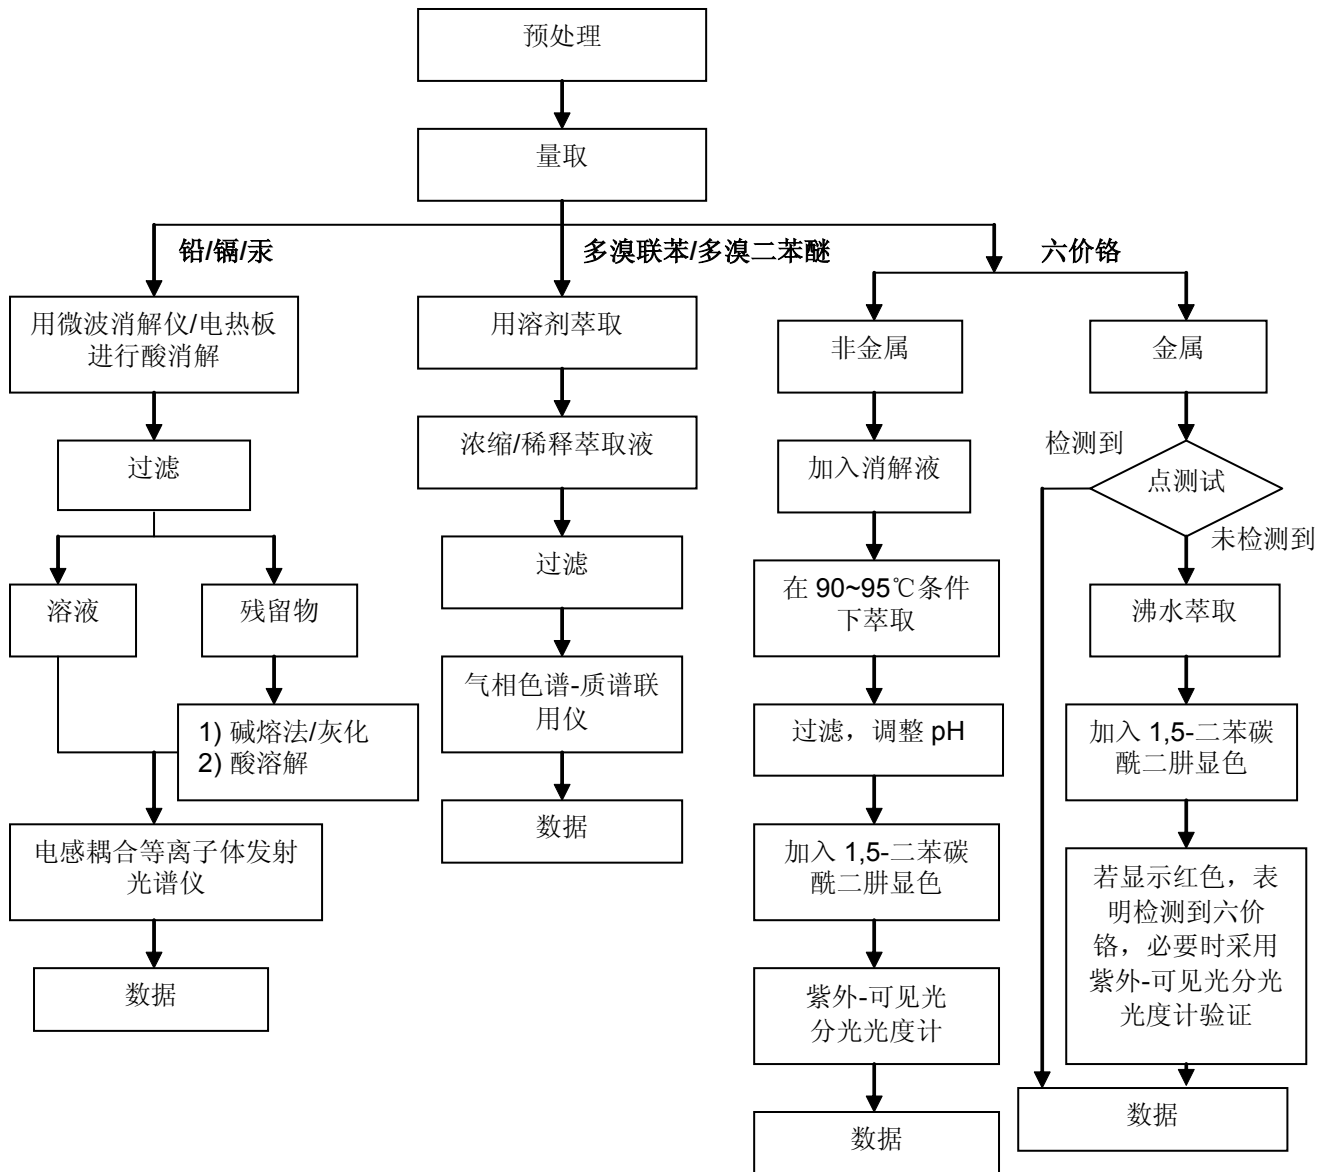 预处理
量取
铅/镉/汞
用微波消解仪/电热板
进行酸消解
过滤
溶液
残留物
1) 碱熔法/灰化
2) 酸溶解
电感耦合等离子体发射
光谱仪
数据
多溴联苯/多溴二苯醚
用溶剂萃取
浓缩/稀释萃取液
过滤
气相色谱-质谱联
用仪
数据
六价铬
非金属
加入消解液
在 90~95℃条件
下萃取
过滤，调整 pH
加入 1,5-二苯碳
酰二肼显色
紫外-可见光
分光光度计
数据
金属
检测到
点测试
未检测到
沸水萃取
加入 1,5-二苯碳
酰二肼显色
若显示红色，表
明检测到六价
铬，必要时采用
紫外-可见光分光
光度计验证
数据